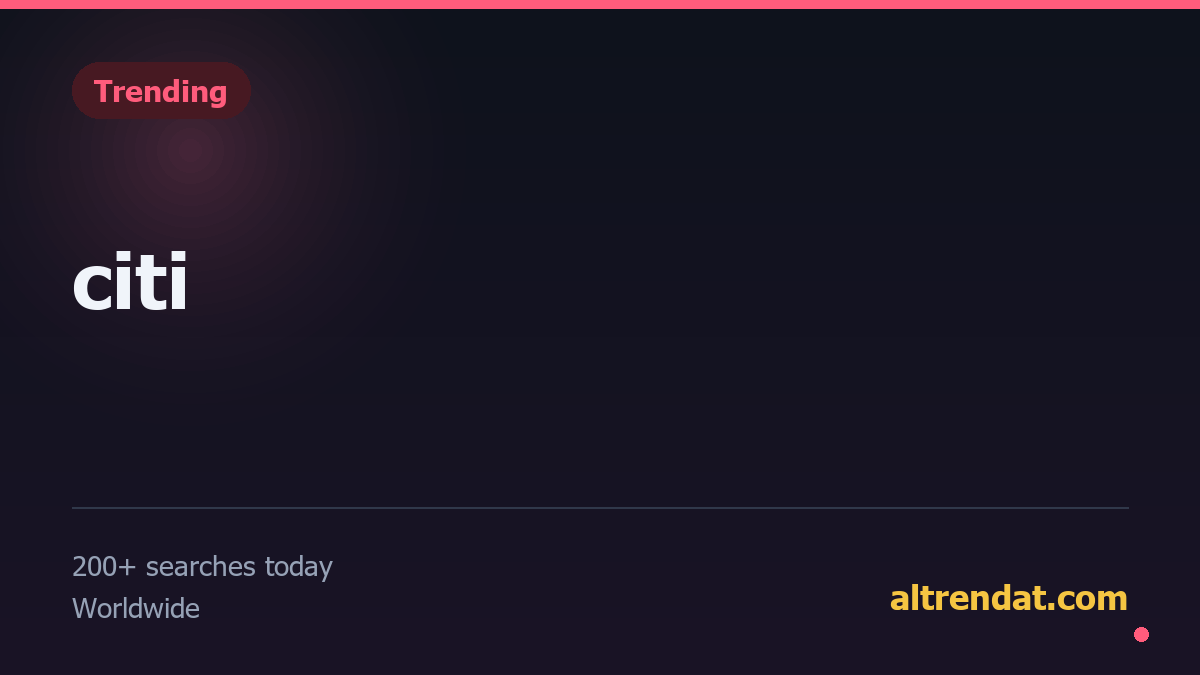 Trending
citi
200+ searches today
Worldwide
altrendat.com